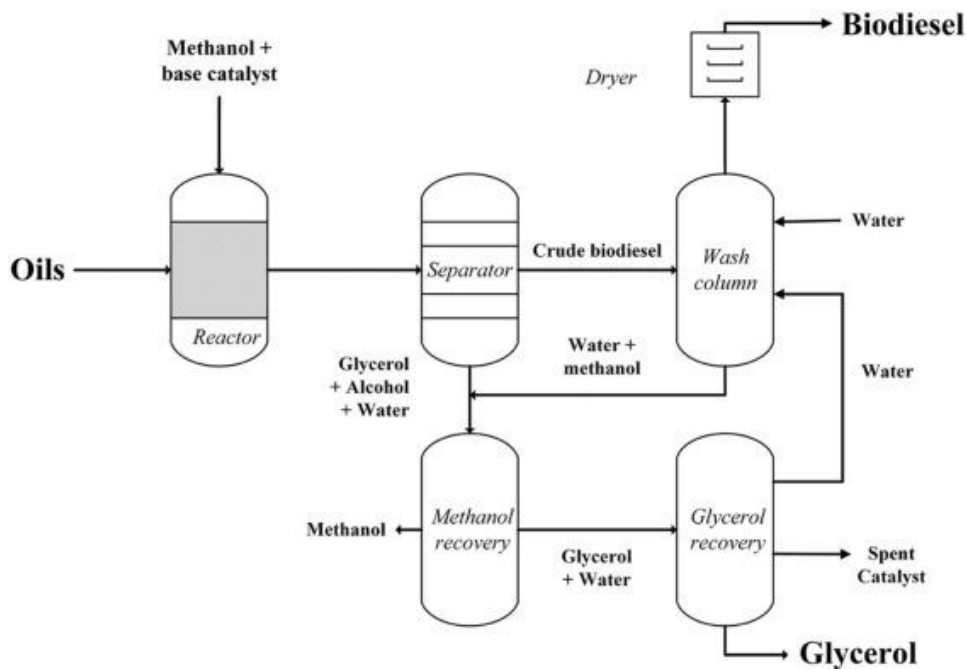 Biodiesel
Methanol +
base catalyst
Dryer
Water
Oils
Crude biodiesel
Separator
Wash
column
Reactor
Glycerol
+ Alcohol
+ Water
Water +
methanol
Water
Methanol
Methanol
recovery
Glycerol
+ Water
Glycerol
recovery
Spent
Catalyst
Glycerol